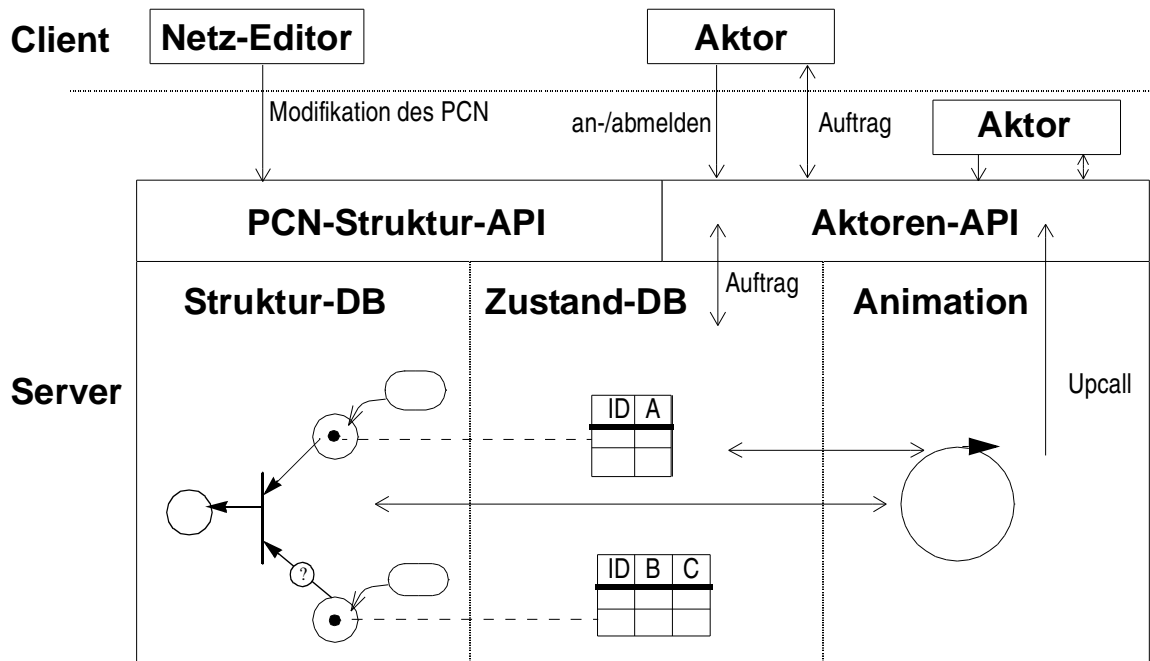 Client
Netz-Editor
Aktor
Modifikation des PCN
an-/abmelden
Auftrag
Aktor
PCN-Struktur-API
Aktoren-API
Struktur-DB
Zustand-DB
Auftrag
Animation
Server
Upcall
ID A
?
ID B C